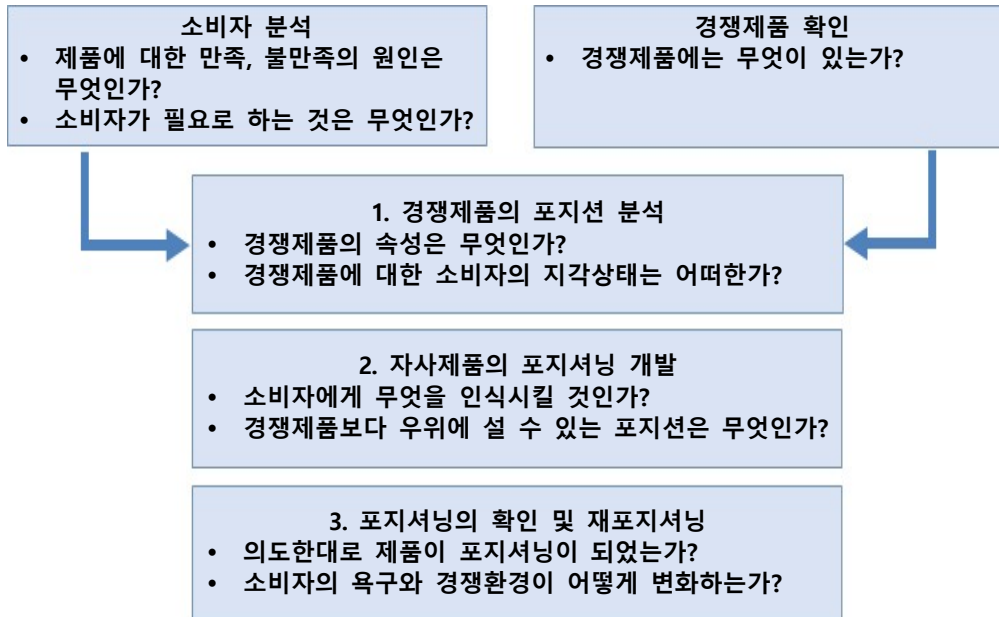 소비자 분석
• 제품에 대한 만족, 불만족의 원인은
무엇인가?
• 소비자가 필요로 하는 것은 무엇인가?
경쟁제품 확인
• 경쟁제품에는 무엇이 있는가?
1. 경쟁제품의 포지션 분석
• 경쟁제품의 속성은 무엇인가?
• 경쟁제품에 대한 소비자의 지각상태는 어떠한가?
2. 자사제품의 포지셔닝 개발
• 소비자에게 무엇을 인식시킬 것인가?
• 경쟁제품보다 우위에 설 수 있는 포지션은 무엇인가?
3. 포지셔닝의 확인 및 재포지셔닝
• 의도한대로 제품이 포지셔닝이 되었는가?
• 소비자의 욕구와 경쟁환경이 어떻게 변화하는가?